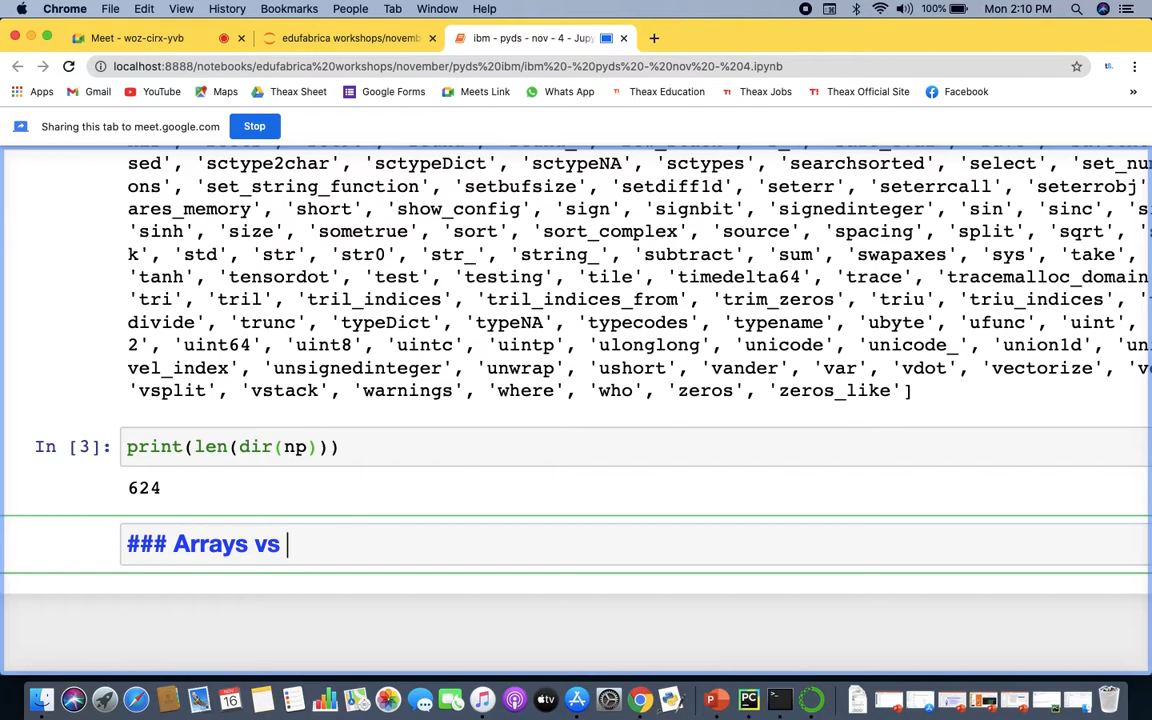 Chrome File Edit View History Bookmarks People Tab Window Help 100% Mon 2:10 PM
Meet - woz-cirx-yvb
edufabrica workshops/novemb
ibm - pyds - nov - 4 - Jupy
localhost:8888/notebooks/edufabrica%20workshops/november/pyds%20ibm/ibm%20-%20pyds%20-%20nov%20-%204.ipynb
Apps Gmail YouTube Maps Theax Sheet Google Forms Meets Link Whats App Theax Education Theax Jobs Theax Official Site Facebook »
Sharing this tab to meet.google.com Stop
sed', 'sctype2char', 'sctypeDict', 'sctypeNA', 'sctypes', 'searchsorted', 'select', 'set_nu
ons', 'set_string_function', 'setbufsize', 'setdiff1d', 'seterr', 'seterrcall', 'seterrobj'
ares_memory', 'short', 'show_config', 'sign', 'signbit', 'signedinteger', 'sin', 'sinc', 's
'sinh', 'size', 'sometrue', 'sort', 'sort_complex', 'source', 'spacing', 'split', 'sqrt', '
k', 'std', 'str', 'str0', 'str_', 'string_', 'subtract', 'sum', 'swapaxes', 'sys', 'take',
'tanh', 'tensordot', 'test', 'testing', 'tile', 'timedelta64', 'trace', 'tracemalloc_domain
'tri', 'tril', 'tril_indices', 'tril_indices_from', 'trim_zeros', 'triu', 'triu_indices', '
divide', 'trunc', 'typeDict', 'typeNA', 'typecodes', 'typename', 'ubyte', 'ufunc', 'uint',
2', 'uint64', 'uint8', 'uintc', 'uintp', 'ulonglong', 'unicode', 'unicode_', 'union1d', 'un
vel_index', 'unsignedinteger', 'unwrap', 'ushort', 'vander', 'var', 'vdot', 'vectorize', 'v
'vsplit', 'vstack', 'warnings', 'where', 'who', 'zeros', 'zeros_like']
In [3]: print(len(dir(np)))
624
### Arrays vs